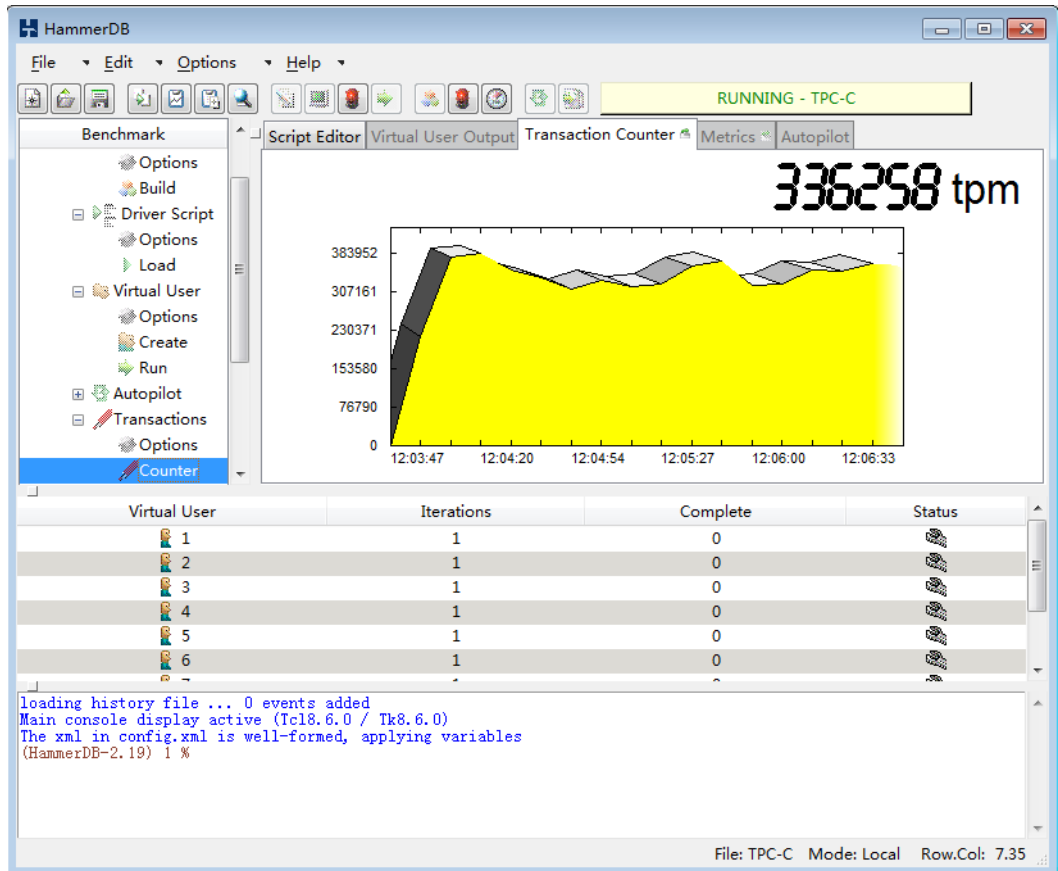 HammerDB
File Edit Options Help
RUNNING - TPC-C
Benchmark
Options
Build
Driver Script
Options
Load
Virtual User
Options
Create
Run
Autopilot
Transactions
Options
Counter
Script Editor Virtual User Output Transaction Counter Metrics Autopilot
336258 tpm
383952
307161
230371
153580
76790
0
12:03:47 12:04:20 12:04:54 12:05:27 12:06:00 12:06:33
Virtual User Iterations Complete Status
1 1 0
2 1 0
3 1 0
4 1 0
5 1 0
6 1 0
loading history file ... 0 events added
Main console display active (Tcl8.6.0 / Tk8.6.0)
The xml in config.xml is well-formed, applying variables
(HammerDB-2.19) 1 %
File: TPC-C Mode: Local Row.Col: 7.35